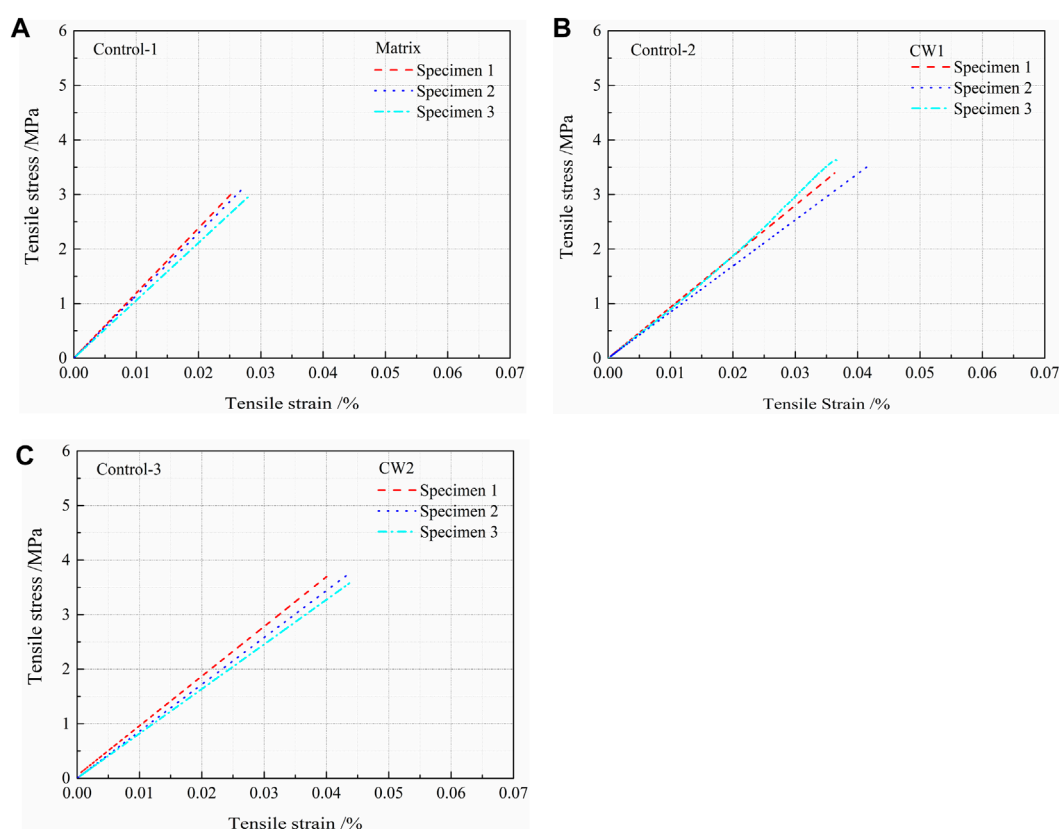 A
Control-1
Matrix
Specimen 1
Specimen 2
Specimen 3
Tensile stress /MPa
6
5
4
3
2
1
0
0.00 0.01 0.02 0.03 0.04 0.05 0.06 0.07
Tensile strain /%
B
Control-2
CW1
Specimen 1
Specimen 2
Specimen 3
Tensile stress /MPa
6
5
4
3
2
1
0
0.00 0.01 0.02 0.03 0.04 0.05 0.06 0.07
Tensile Strain /%
C
Control-3
CW2
Specimen 1
Specimen 2
Specimen 3
Tensile stress /MPa
6
5
4
3
2
1
0
0.00 0.01 0.02 0.03 0.04 0.05 0.06 0.07
Tensile strain /%